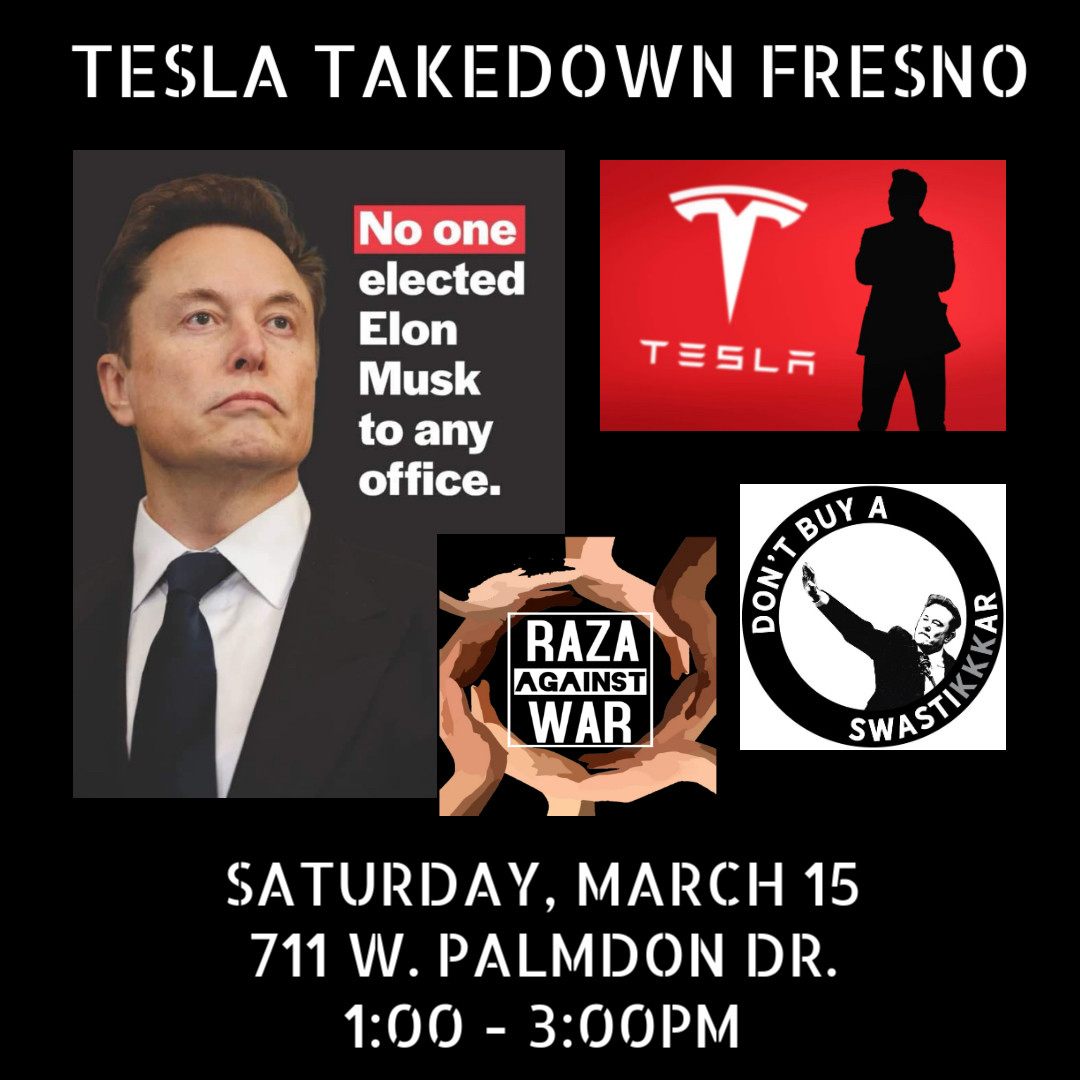 TESLA TAKEDOWN FRESNO
No one
elected
Elon
Musk
to any
office.
TESLA
DON'T BUY A
SWASTIKKKAR
RAZA
AGAINST
WAR
SATURDAY, MARCH 15
711 W. PALMDON DR.
1:00 - 3:00PM